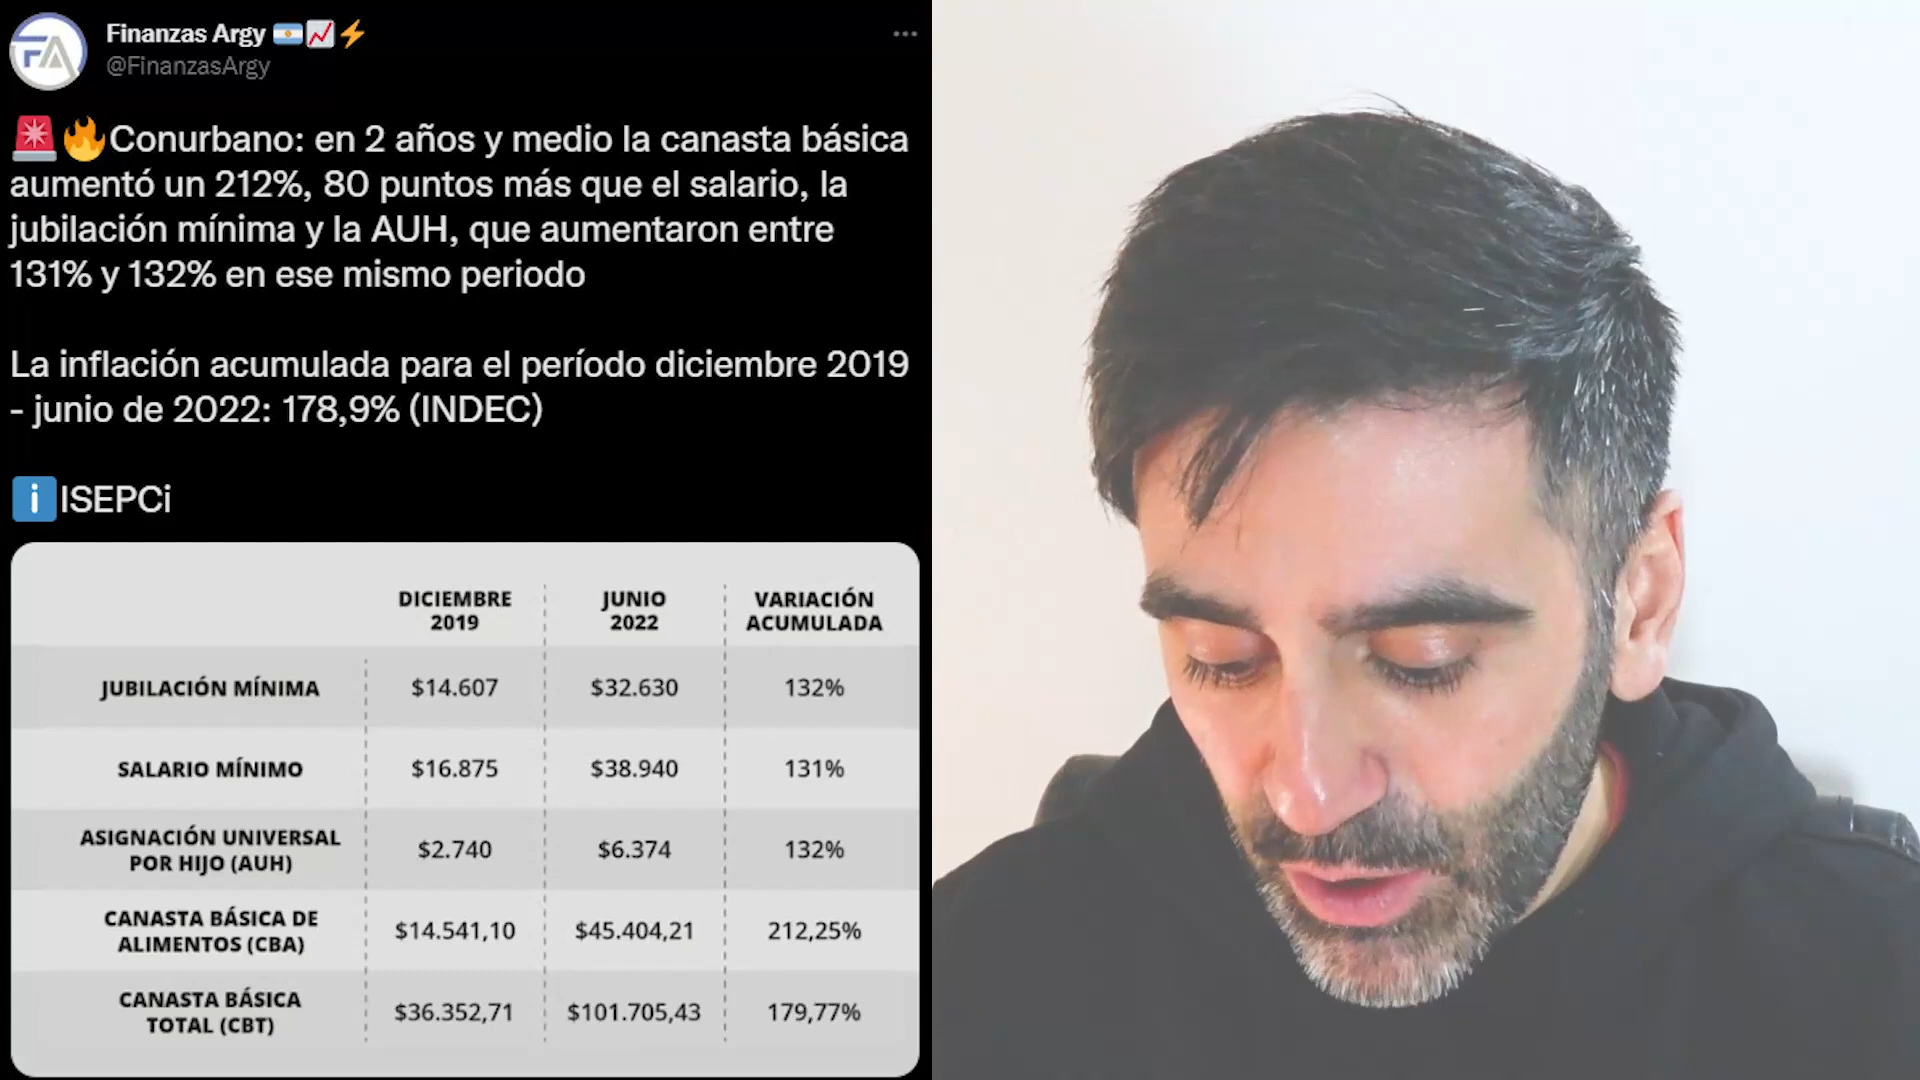 Finanzas Argy
@FinanzasArgy
Conurbano: en 2 años y medio la canasta básica
aumentó un 212%, 80 puntos más que el salario, la
jubilación mínima y la AUH, que aumentaron entre
131% y 132% en ese mismo periodo
La inflación acumulada para el período diciembre 2019
- junio de 2022: 178,9% (INDEC)
ISEPCi
DICIEMBRE 2019 JUNIO 2022 VARIACIÓN ACUMULADA
JUBILACIÓN MÍNIMA $14.607 $32.630 132%
SALARIO MÍNIMO $16.875 $38.940 131%
ASIGNACIÓN UNIVERSAL POR HIJO (AUH) $2.740 $6.374 132%
CANASTA BÁSICA DE ALIMENTOS (CBA) $14.541,10 $45.404,21 212,25%
CANASTA BÁSICA TOTAL (CBT) $36.352,71 $101.705,43 179,77%